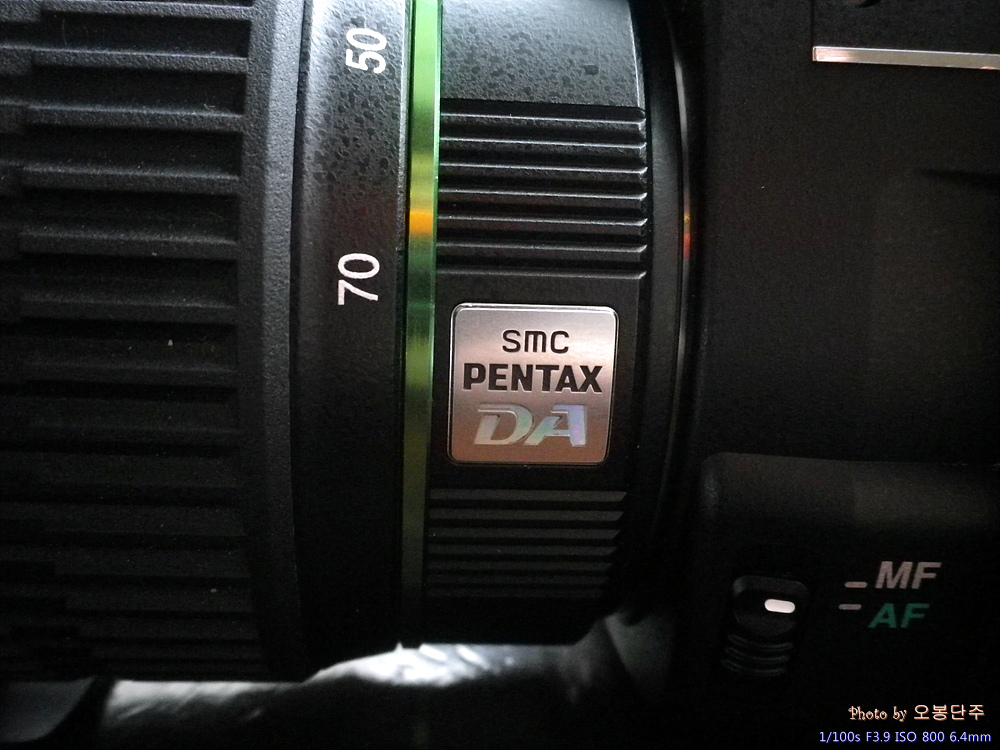 50
70
smc
PENTAX
DA
MF
AF
Photo by 오봉단주
1/100s F3.9 ISO 800 6.4mm